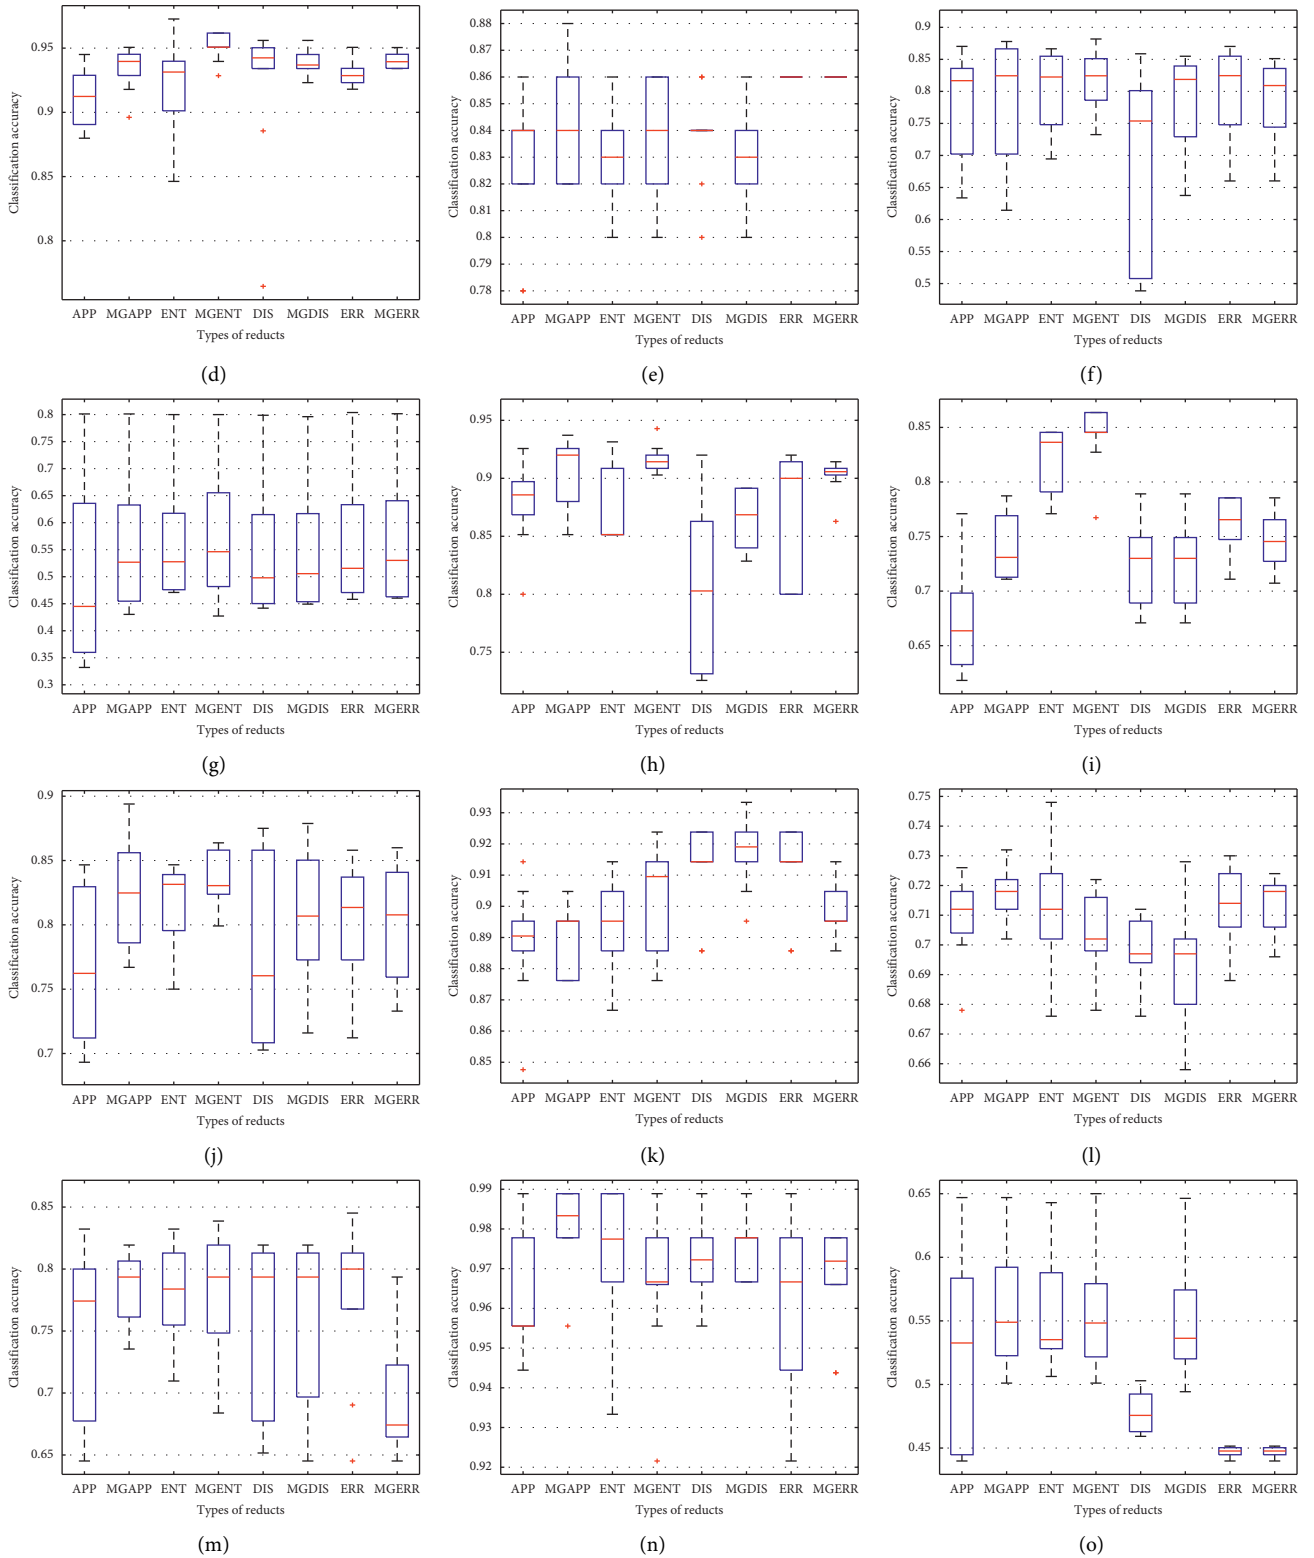 Classification accuracy
0.95
0.9
0.85
0.8
APP MGAPP ENT MGENT DIS MGDIS ERR MGERR
Types of reducts
(d)
Classification accuracy
0.88
0.87
0.86
0.85
0.84
0.83
0.82
0.81
0.8
0.79
0.78
APP MGAPP ENT MGENT DIS MGDIS ERR MGERR
Types of reducts
(e)
Classification accuracy
0.9
0.85
0.8
0.75
0.7
0.65
0.6
0.55
0.5
APP MGAPP ENT MGENT DIS MGDIS ERR MGERR
Types of reducts
(f)
Classification accuracy
0.8
0.75
0.7
0.65
0.6
0.55
0.5
0.45
0.4
0.35
0.3
APP MGAPP ENT MGENT DIS MGDIS ERR MGERR
Types of reducts
(g)
Classification accuracy
0.95
0.9
0.85
0.8
0.75
APP MGAPP ENT MGENT DIS MGDIS ERR MGERR
Types of reducts
(h)
Classification accuracy
0.85
0.8
0.75
0.7
0.65
APP MGAPP ENT MGENT DIS MGDIS ERR MGERR
Types of reducts
(i)
Classification accuracy
0.9
0.85
0.8
0.75
0.7
APP MGAPP ENT MGENT DIS MGDIS ERR MGERR
Types of reducts
(j)
Classification accuracy
0.93
0.92
0.91
0.9
0.89
0.88
0.87
0.86
0.85
APP MGAPP ENT MGENT DIS MGDIS ERR MGERR
Types of reducts
(k)
Classification accuracy
0.75
0.74
0.73
0.72
0.71
0.7
0.69
0.68
0.67
0.66
APP MGAPP ENT MGENT DIS MGDIS ERR MGERR
Types of reducts
(l)
Classification accuracy
0.85
0.8
0.75
0.7
0.65
APP MGAPP ENT MGENT DIS MGDIS ERR MGERR
Types of reducts
(m)
Classification accuracy
0.99
0.98
0.97
0.96
0.95
0.94
0.93
0.92
APP MGAPP ENT MGENT DIS MGDIS ERR MGERR
Types of reducts
(n)
Classification accuracy
0.65
0.6
0.55
0.5
0.45
APP MGAPP ENT MGENT DIS MGDIS ERR MGERR
Types of reducts
(o)